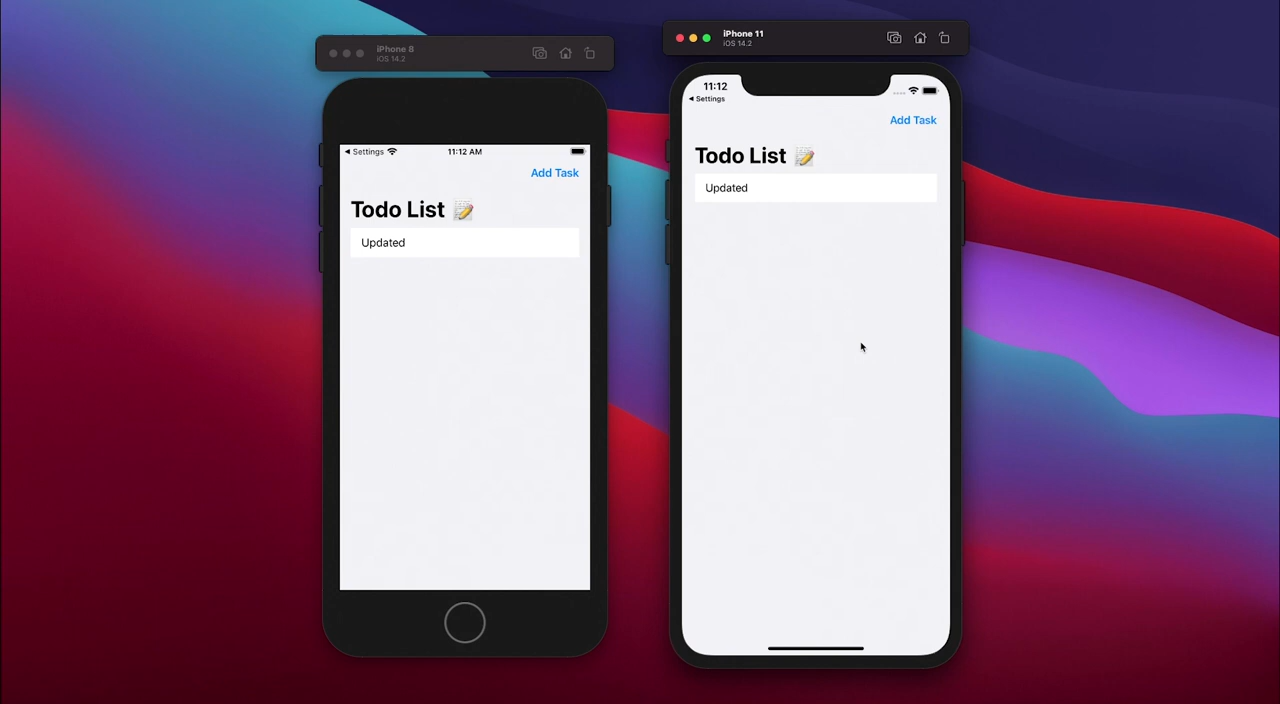 iPhone 8
iOS 14.2
Settings
11:12 AM
Add Task
Todo List 📝
Updated
iPhone 11
iOS 14.2
11:12
Settings
Add Task
Todo List 📝
Updated